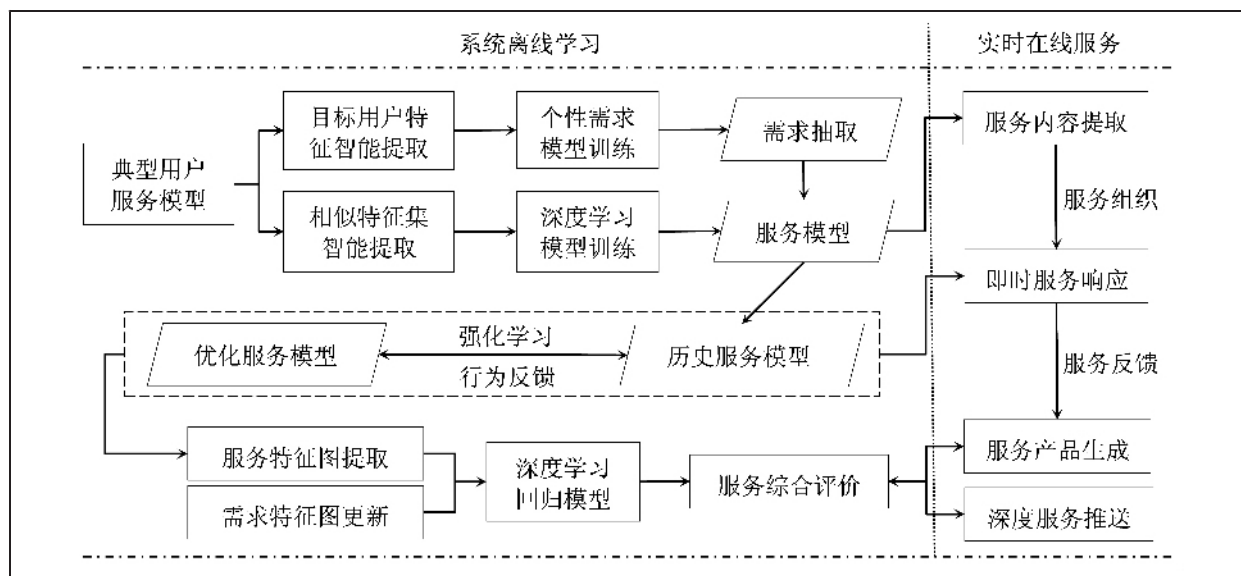 系统离线学习
实时在线服务
目标用户特
征智能提取
个性需求
模型训练
需求抽取
服务内容提取
典型用户
服务模型
服务组织
相似特征集
智能提取
深度学习
模型训练
服务模型
即时服务响应
优化服务模型
强化学习
行为反馈
历史服务模型
服务反馈
服务特征图提取
需求特征图更新
深度学习
回归模型
服务综合评价
服务产品生成
深度服务推送